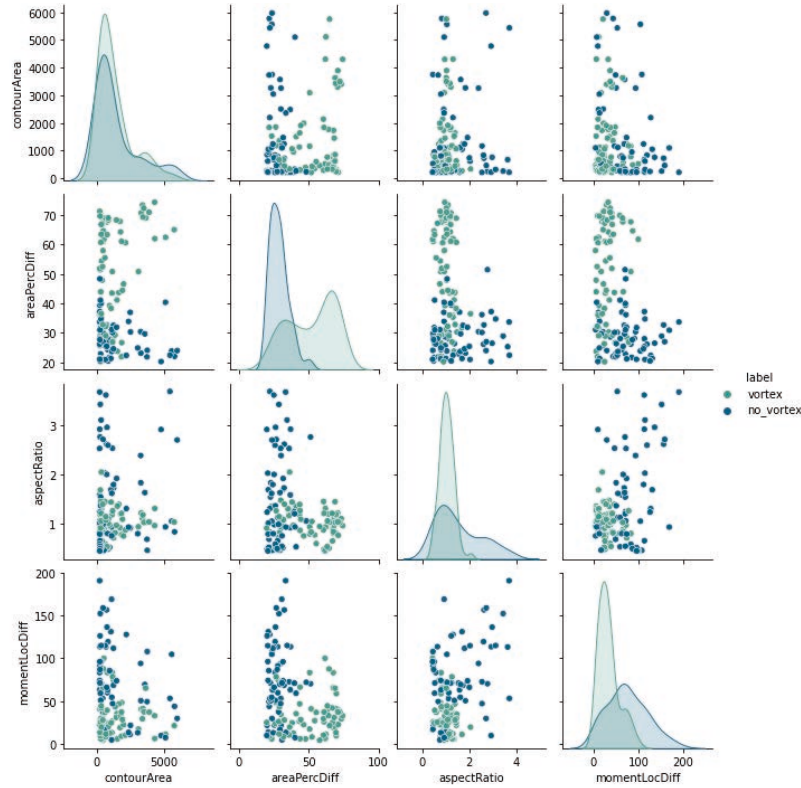 contourArea
6000
5000
4000
3000
2000
1000
0
areaPercDiff
70
60
50
40
30
20
label
vortex
no_vortex
aspectRatio
3
2
1
momentLocDiff
200
150
100
50
0
0 5000
contourArea
0 50 100
areaPercDiff
0 2 4
aspectRatio
0 100 200
momentLocDiff